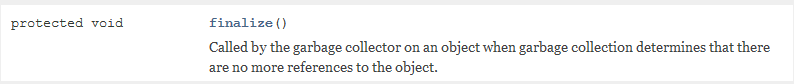 protected void finalize()
Called by the garbage collector on an object when garbage collection determines that there
are no more references to the object.